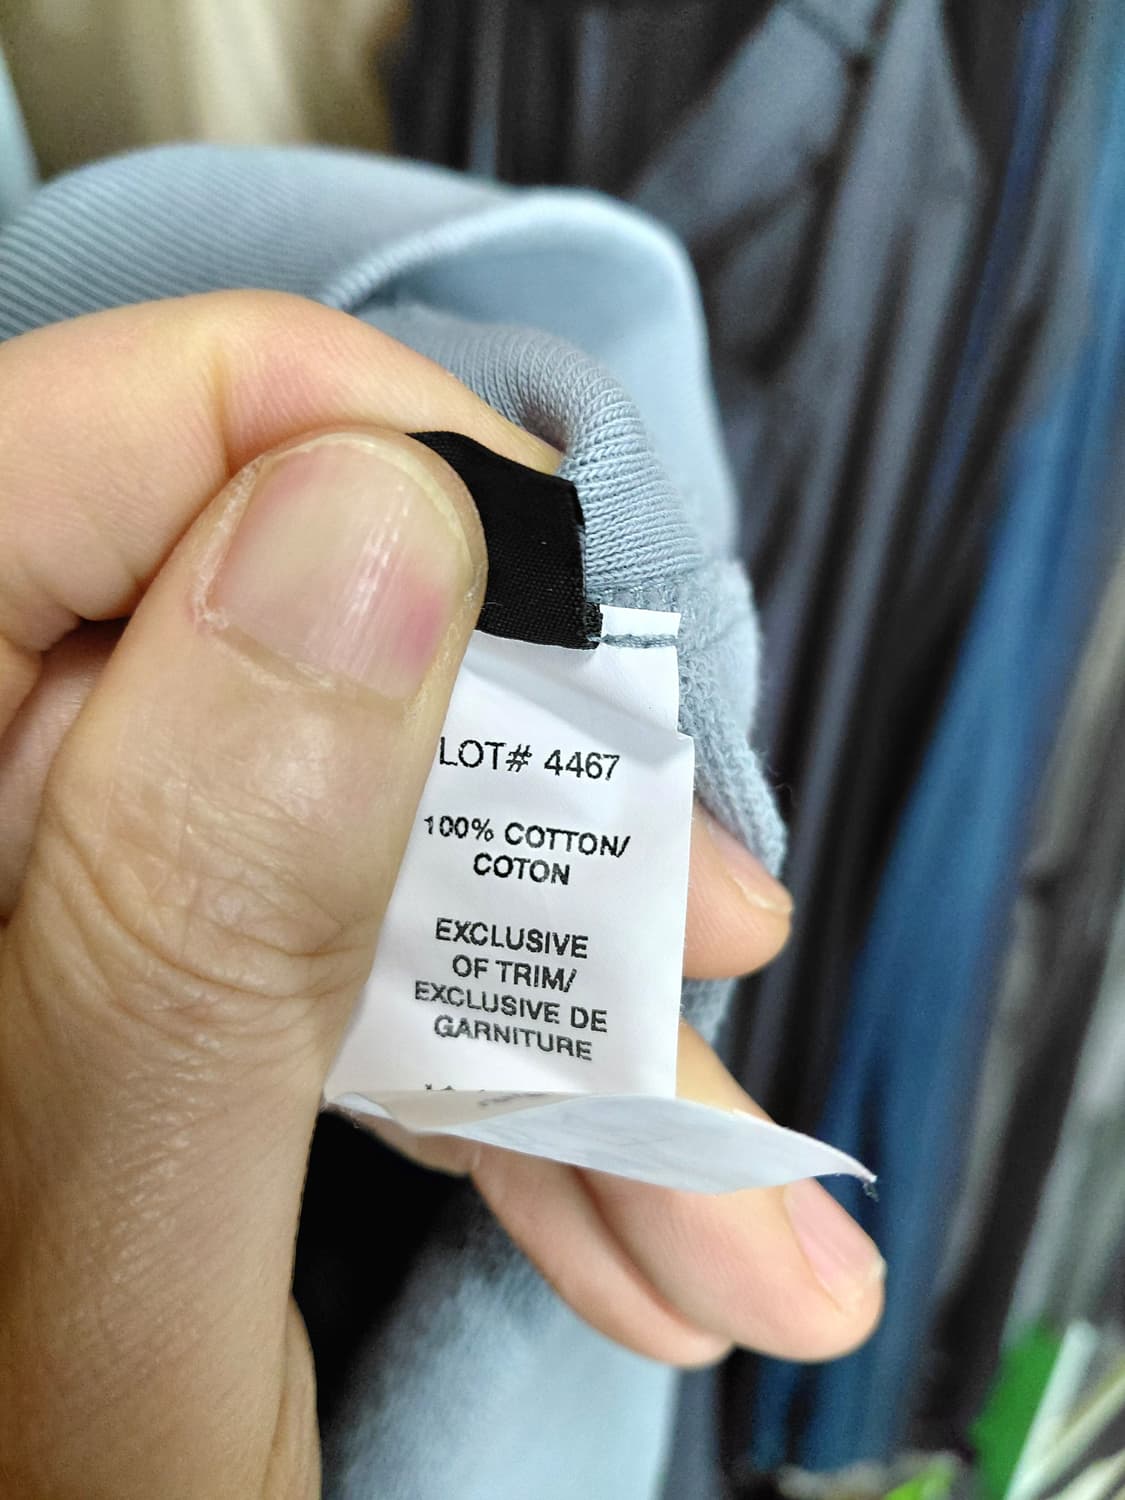 LOT# 4467
100% COTTON/
COTON
EXCLUSIVE
OF TRIM/
EXCLUSIVE DE
GARNITURE